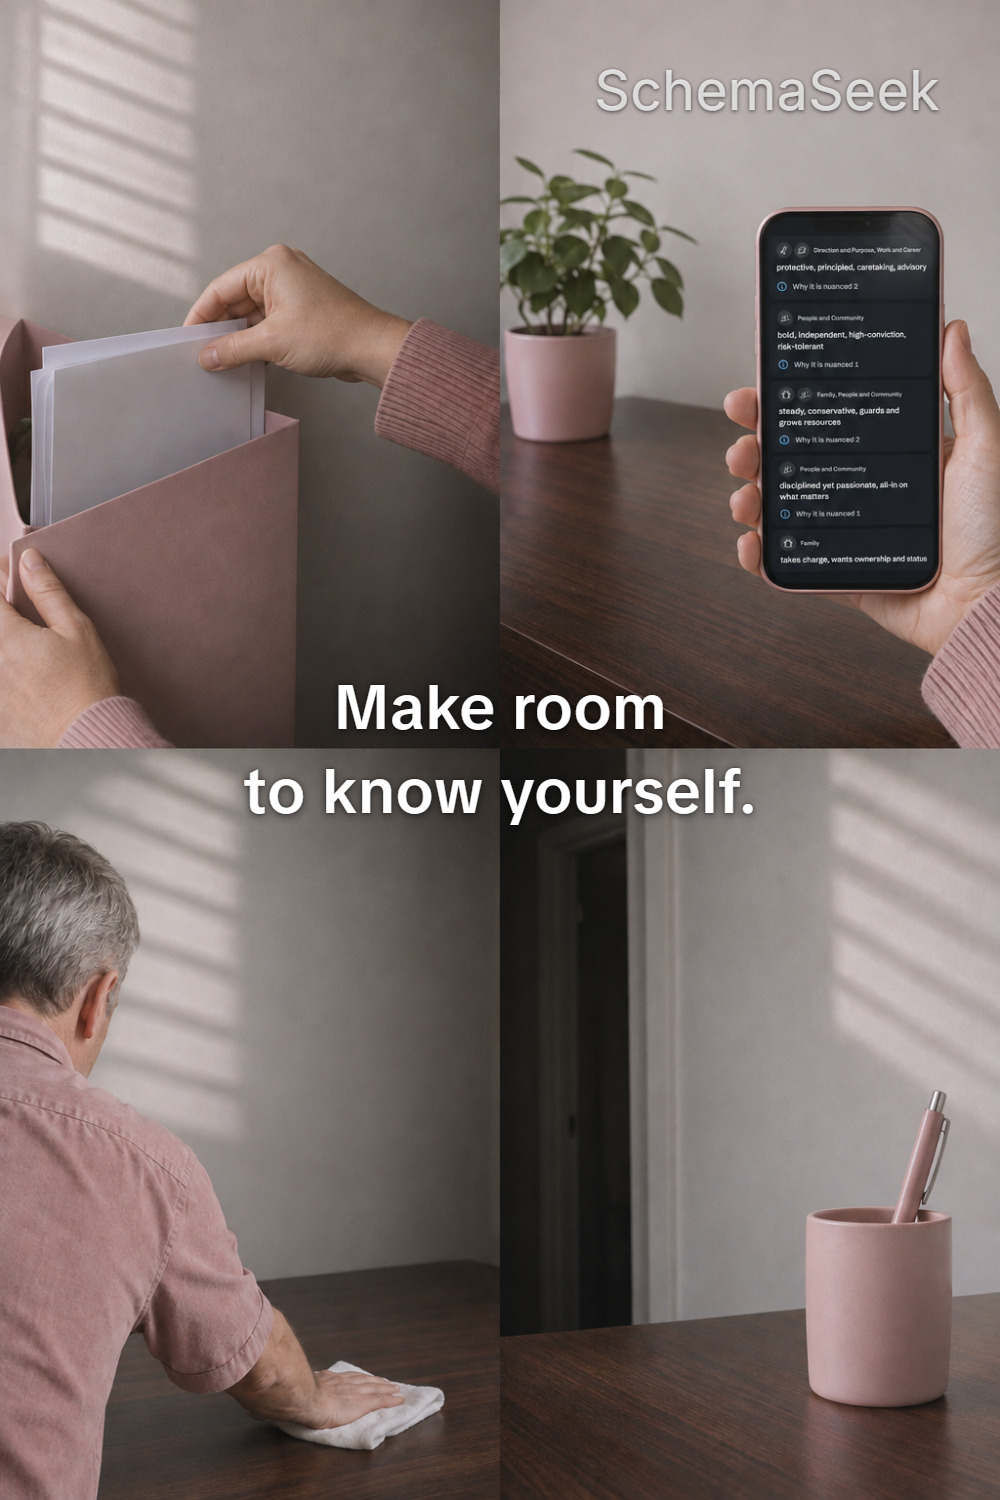 SchemaSeek
Direction and Purpose, Work and Career
protective, principled, caretaking, advisory
Why it is nuanced 2
People and Community
bold, independent, high-conviction,
risk-tolerant
Why it is nuanced 1
Family, People and Community
steady, conservative, guards and
grows resources
Why it is nuanced 2
People and Community
disciplined yet passionate, all-in on
what matters
Why it is nuanced 1
Family
takes charge, wants ownership and status
Make room
to know yourself.